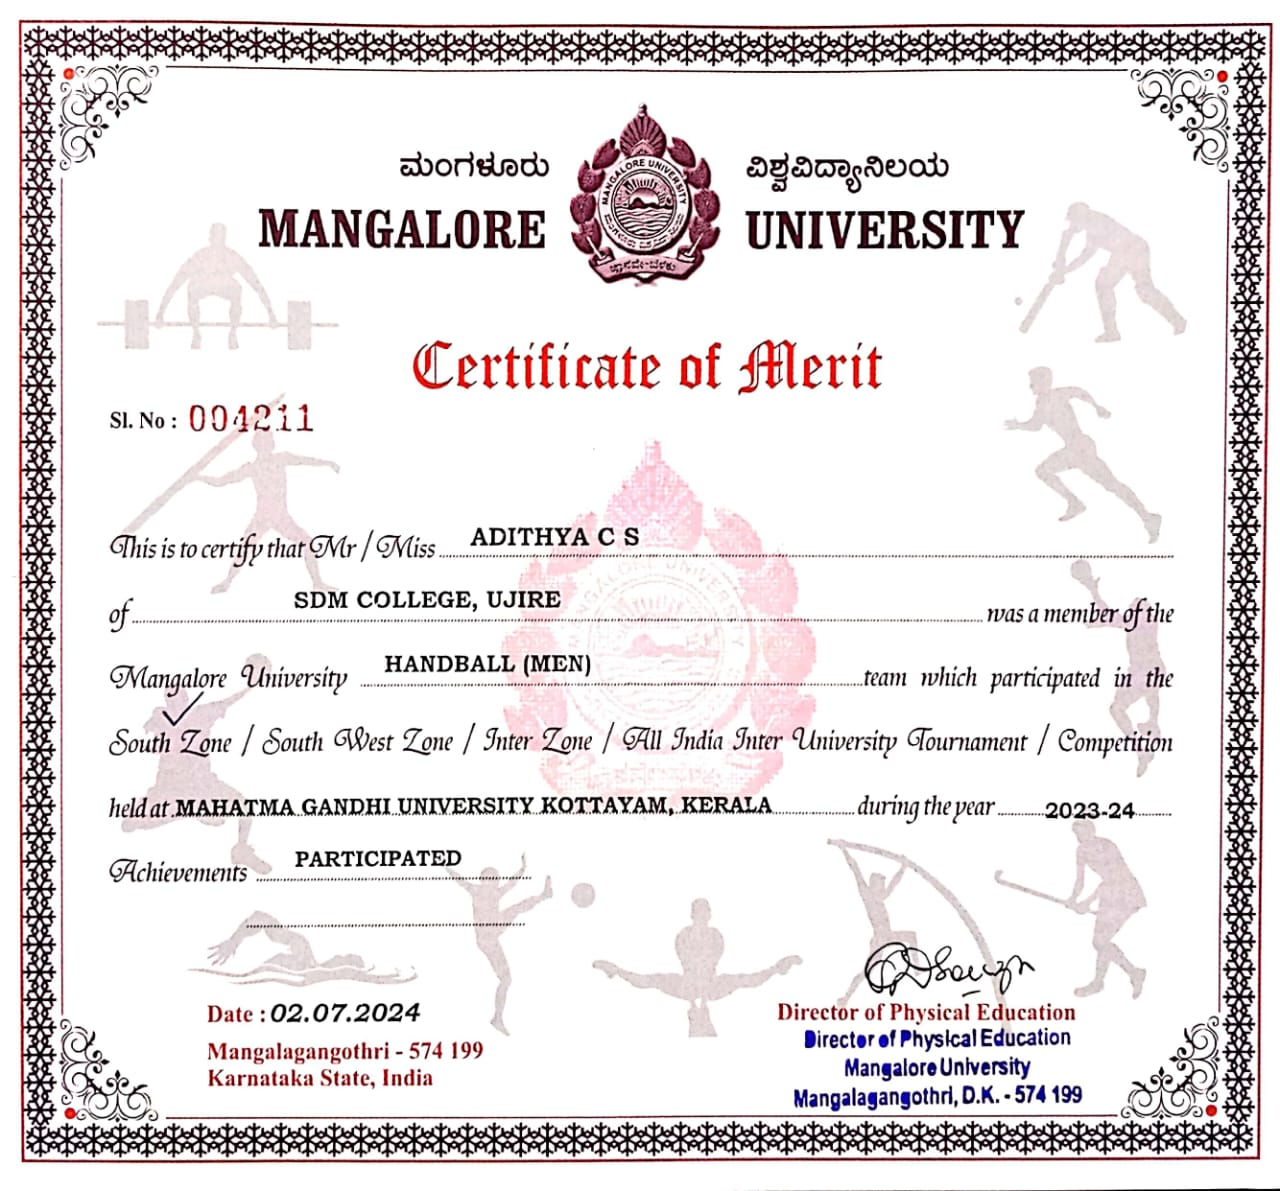 ಮಂಗಳೂರು ವಿಶ್ವವಿದ್ಯಾನಿಲಯ
MANGALORE UNIVERSITY
MANGALORE UNIVERSITY
Certificate of Merit
Sl. No : 004211
This is to certify that Mr / Miss ADITHYA C S
of SDM COLLEGE, UJIRE was a member of the
Mangalore University HANDBALL (MEN) team which participated in the
South Zone / South West Zone / Inter Zone / All India Inter University Tournament / Competition
held at MAHATMA GANDHI UNIVERSITY KOTTAYAM, KERALA during the year 2023-24
Achievements PARTICIPATED
Date : 02.07.2024
Mangalagangothri - 574 199
Karnataka State, India
Director of Physical Education
Director of Physical Education
Mangalore University
Mangalagangothri, D.K. - 574 199